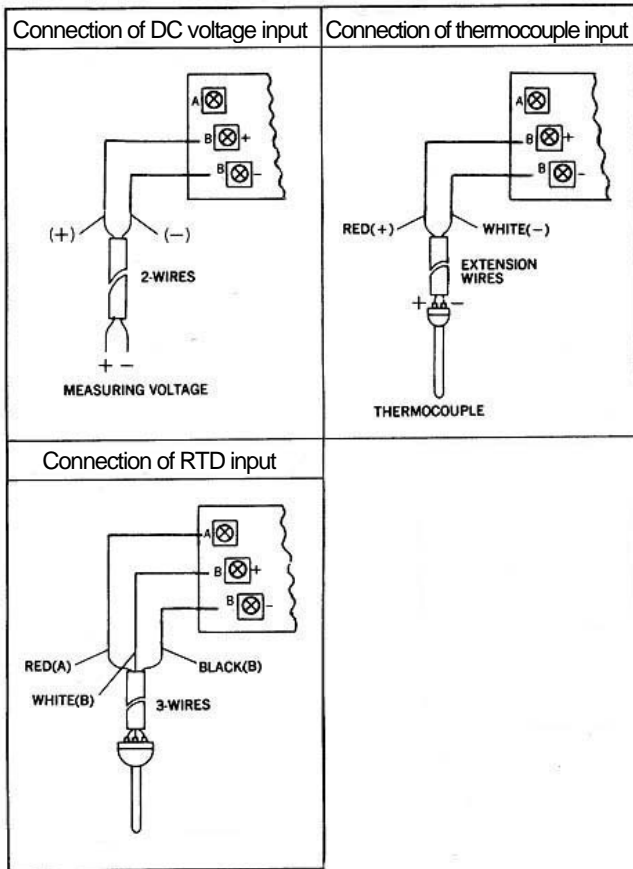 Connection of DC voltage input
A
B +
B -
(+) (−)
2-WIRES
+ −
MEASURING VOLTAGE
Connection of thermocouple input
A
B +
B -
RED(+) WHITE(−)
EXTENSION
WIRES
+ −
THERMOCOUPLE
Connection of RTD input
A
B +
B -
RED(A) BLACK(B)
WHITE(B) 3-WIRES